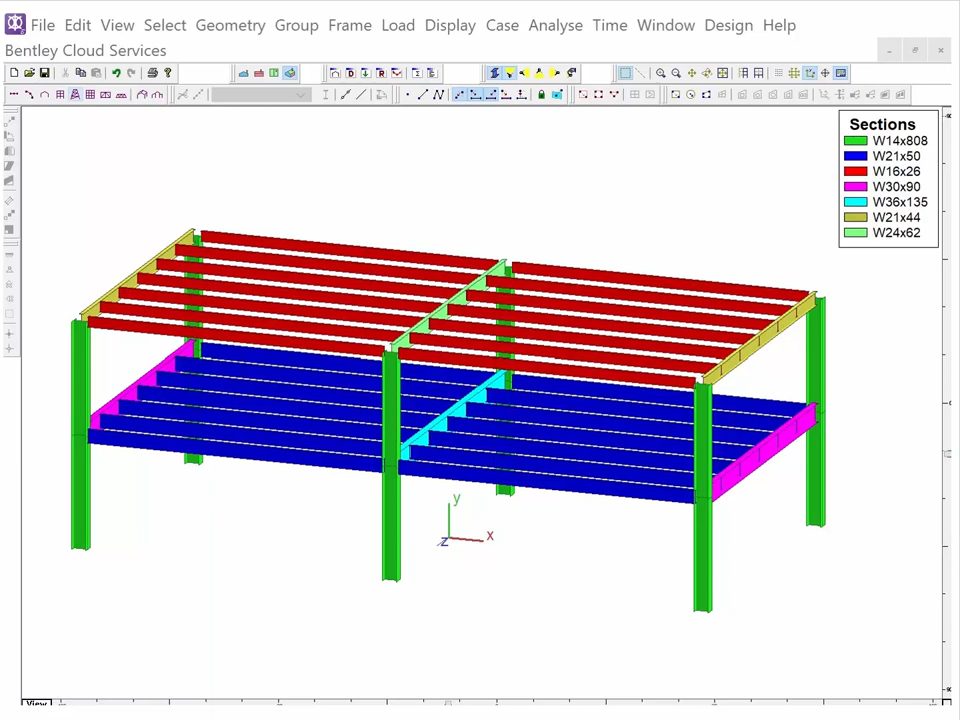 File Edit View Select Geometry Group Frame Load Display Case Analyse Time Window Design Help
Bentley Cloud Services
Sections
W14x808
W21x50
W16x26
W30x90
W36x135
W21x44
W24x62
y
x
z
View